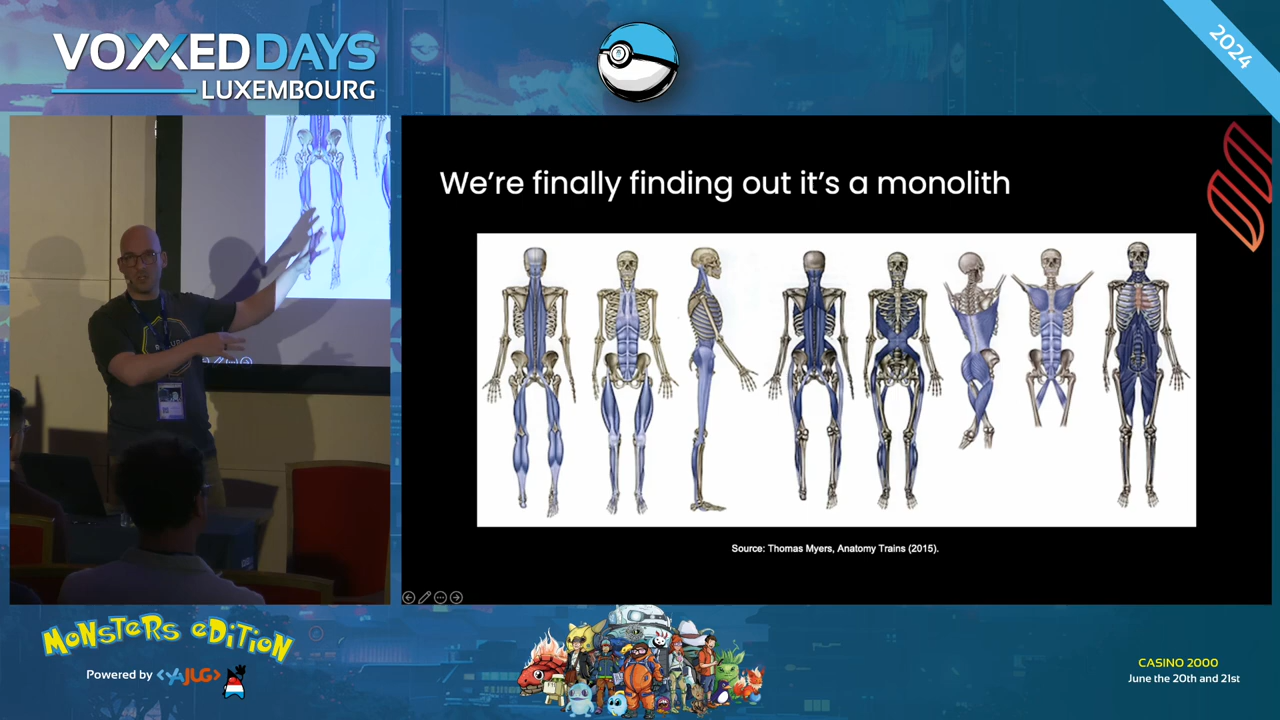 VOXXEDDAYS
LUXEMBOURG
2024
We're finally finding out it's a monolith
Source: Thomas Myers, Anatomy Trains (2015).
MONSTERS EDITION
Powered by <YAJUG>
CASINO 2000
June the 20th and 21st